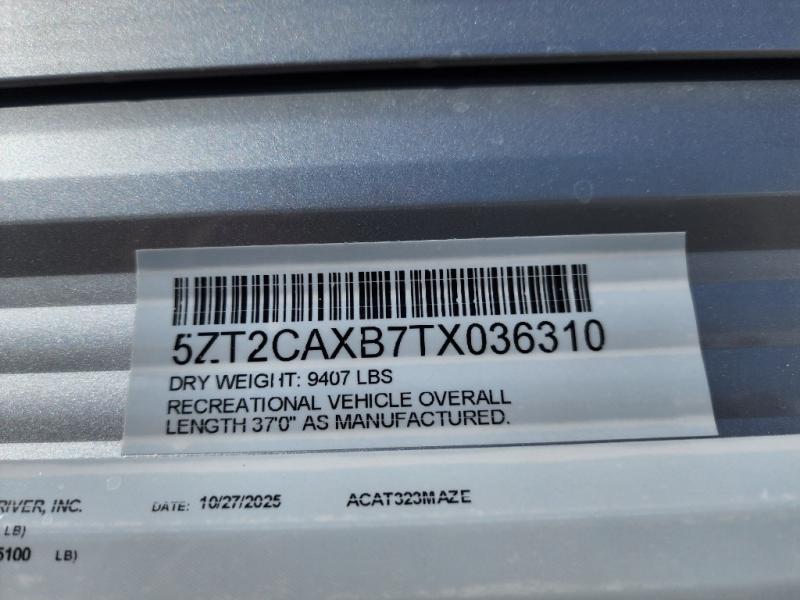 5ZT2CAXB7TX036310
DRY WEIGHT: 9407 LBS
RECREATIONAL VEHICLE OVERALL
LENGTH 37'0" AS MANUFACTURED.
RIVER, INC. DATE: 10/27/2025 ACAT323MAZE
LB)
5100 LB)